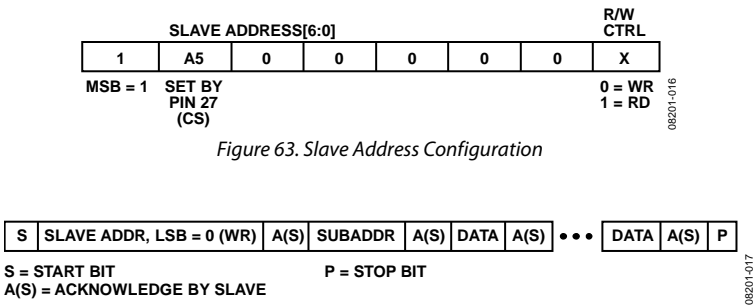 SLAVE ADDRESS[6:0]
R/W
CTRL
1 A5 0 0 0 0 0 X
MSB = 1
SET BY
PIN 27
(CS)
0 = WR
1 = RD
08201-016
Figure 63. Slave Address Configuration
S SLAVE ADDR, LSB = 0 (WR) A(S) SUBADDR A(S) DATA A(S) ••• DATA A(S) P
S = START BIT P = STOP BIT
A(S) = ACKNOWLEDGE BY SLAVE
08201-017